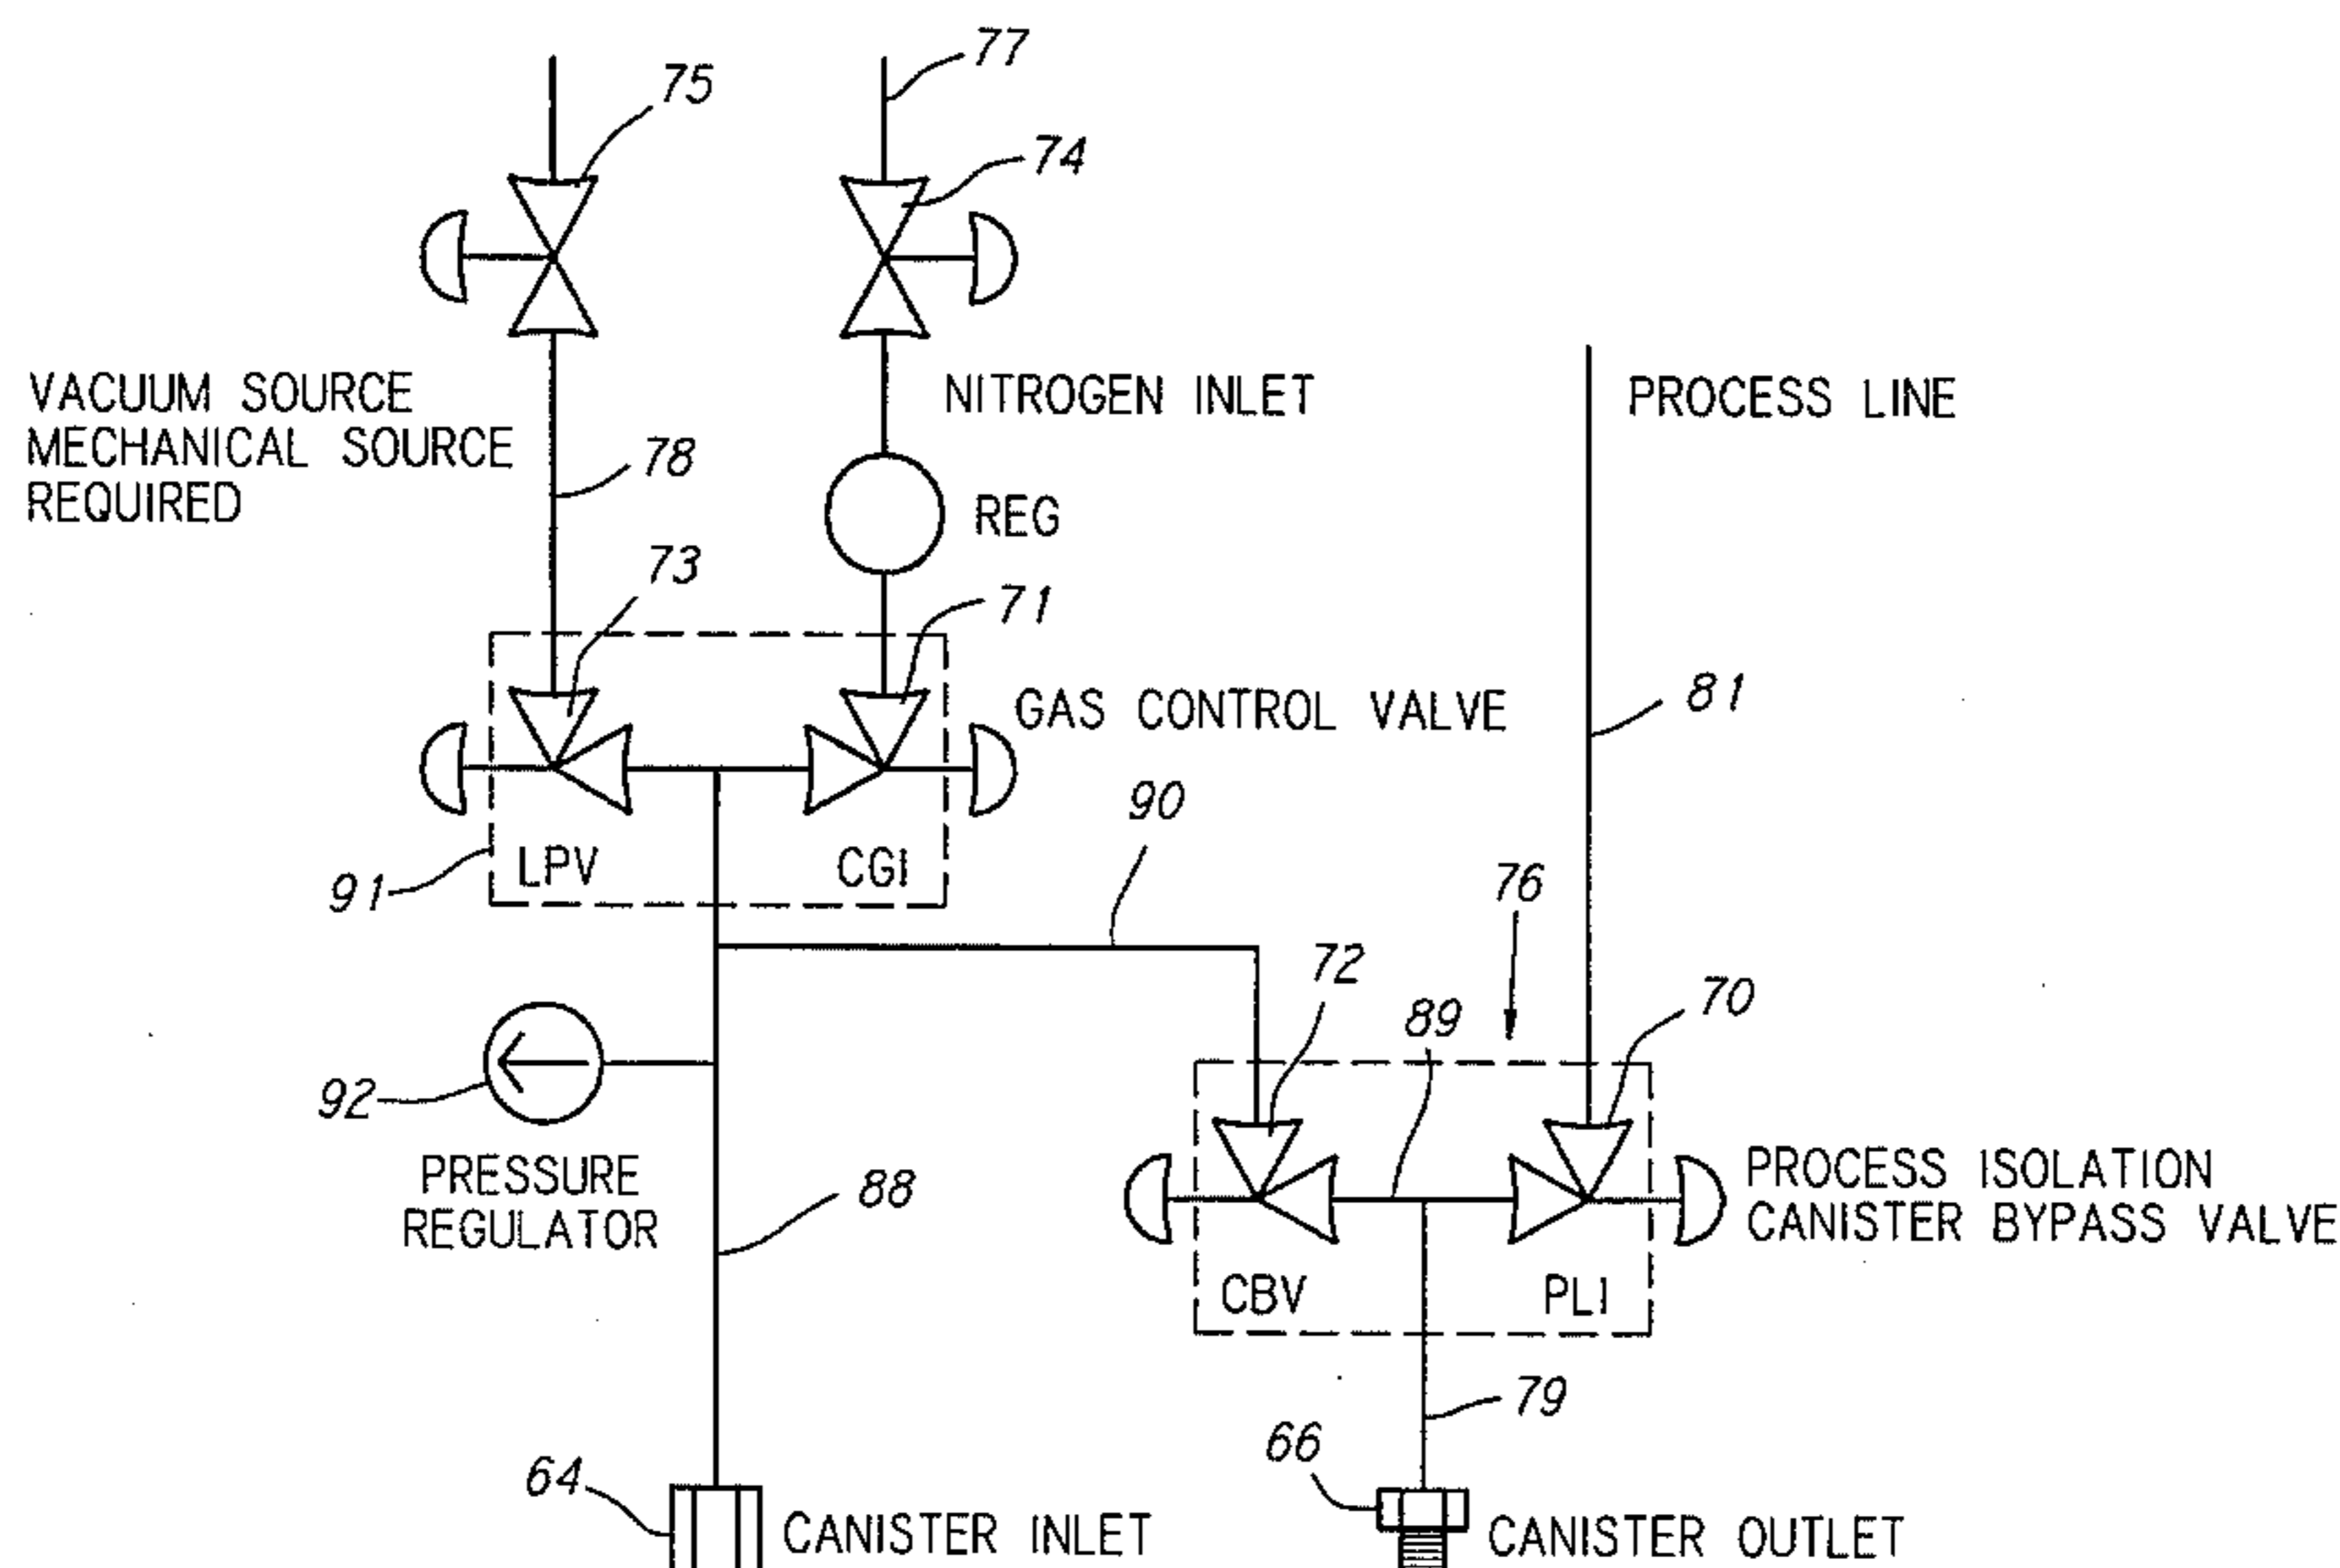 77
75
74
VACUUM SOURCE
MECHANICAL SOURCE
REQUIRED
NITROGEN INLET
PROCESS LINE
78
REG
73
71
GAS CONTROL VALVE
81
90
LPV
CGI
91
76
72
70
89
92
PRESSURE
REGULATOR
88
PROCESS ISOLATION
CANISTER BYPASS VALVE
CBV
PLI
79
66
64
CANISTER INLET
CANISTER OUTLET